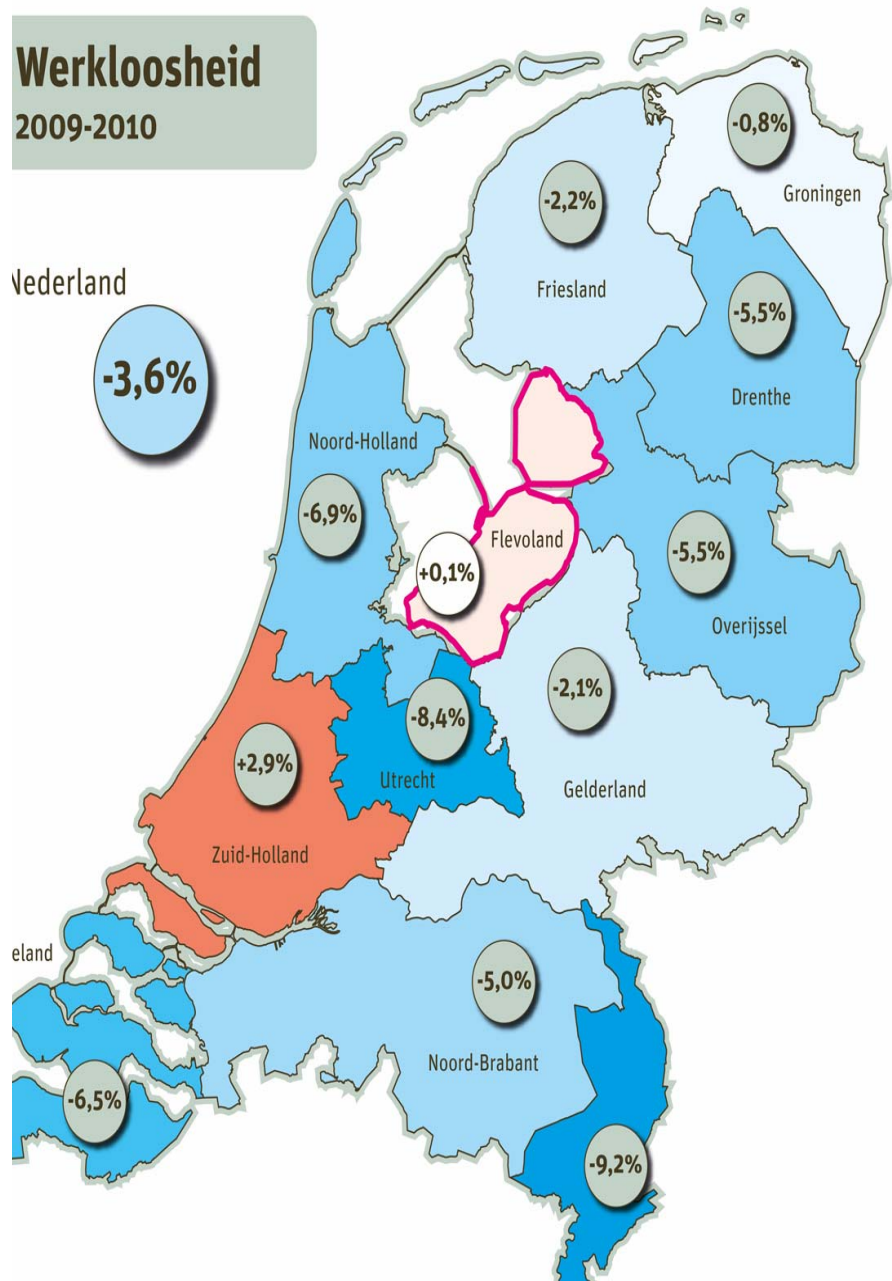 Werkloosheid
2009-2010
Nederland
-3,6%
-0,8%
Groningen
-2,2%
Friesland
-5,5%
Drenthe
Noord-Holland
-6,9%
Flevoland
+0,1%
-5,5%
Overijssel
-2,1%
Gelderland
-8,4%
Utrecht
+2,9%
Zuid-Holland
eland
-6,5%
-5,0%
Noord-Brabant
-9,2%